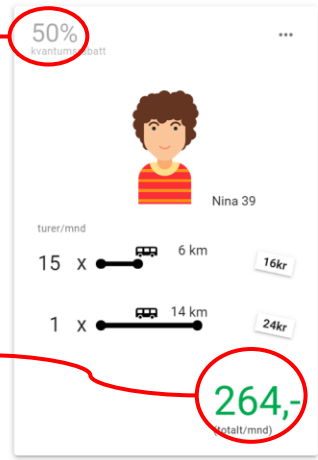 50%
kvantumsrabatt
Nina 39
turer/mnd
15 x 6 km 16kr
1 x 14 km 24kr
264,-
(totalt/mnd)